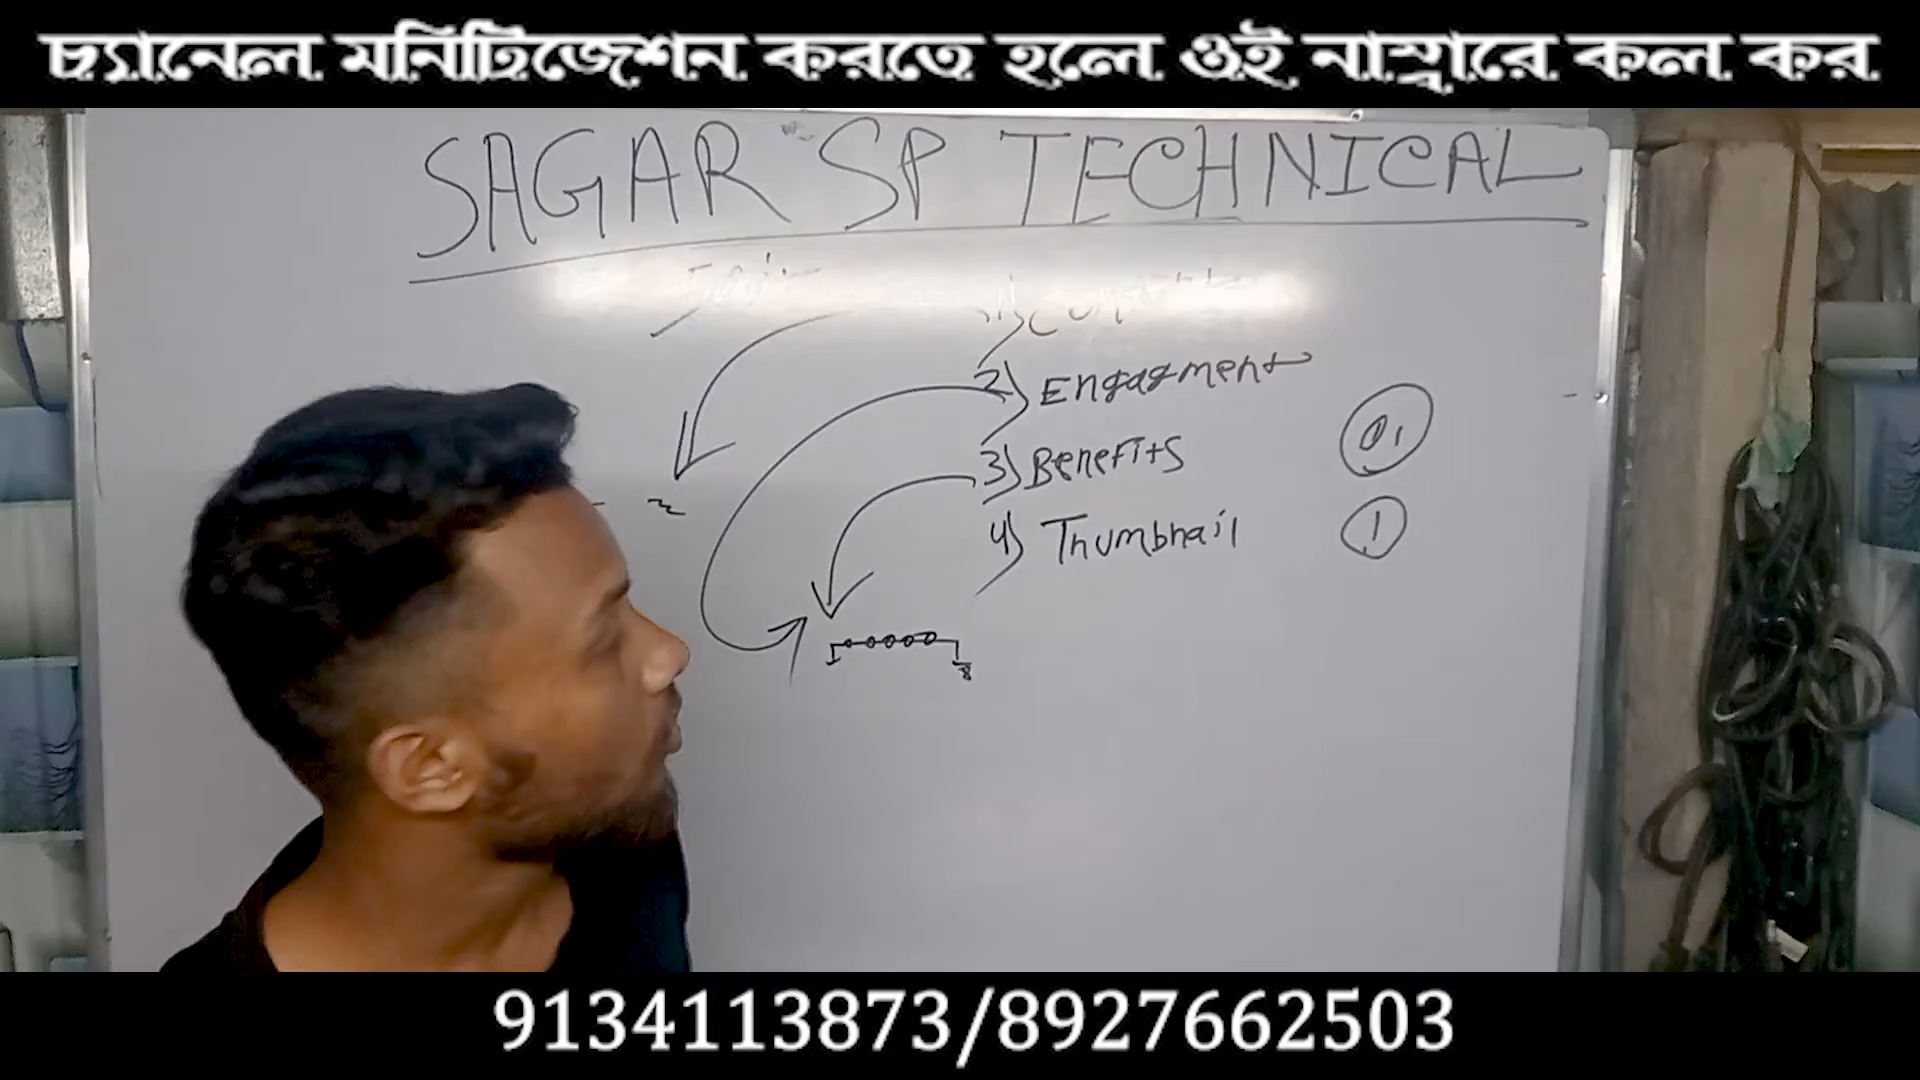 চ্যানেল মনিটিজেশন করতে হলে ওই নাম্বারে কল কর
SAGAR SP TECHNICAL
2) Engagment
3) Benefits
01
4) Thumbnail
1
9134113873/8927662503